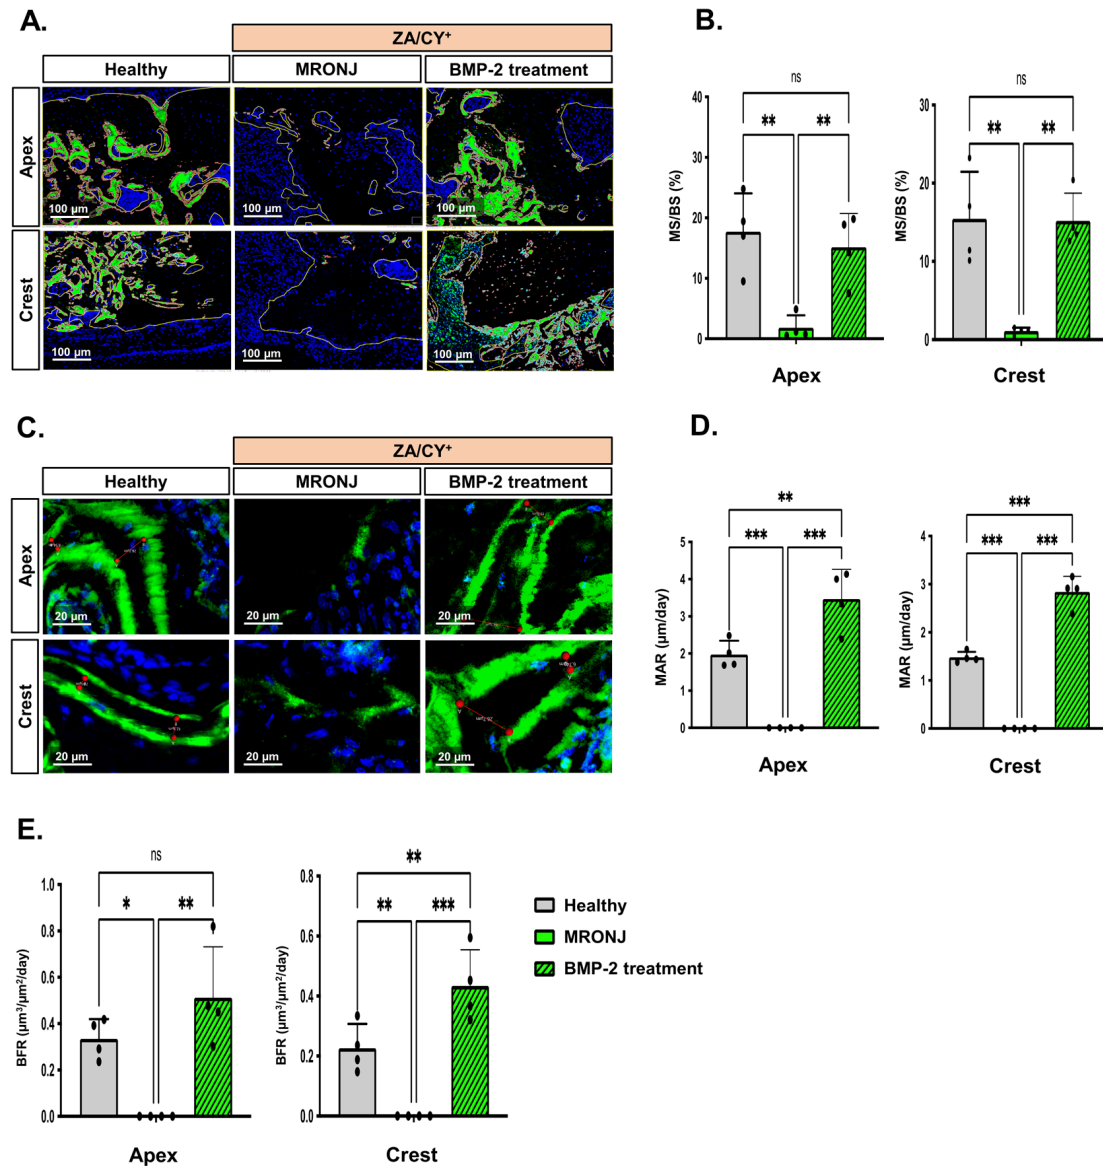 A.
ZA/CY+
Healthy
MRONJ
BMP-2 treatment
Apex
100 µm
100 µm
100 µm
Crest
100 µm
100 µm
100 µm
B.
MS/BS (%)
40
30
20
10
0
ns
** **
Apex
MS/BS (%)
30
20
10
0
ns
** **
Crest
C.
ZA/CY+
Healthy
MRONJ
BMP-2 treatment
Apex
20 µm
20 µm
20 µm
Crest
20 µm
20 µm
20 µm
D.
MAR (µm/day)
5
4
3
2
1
0
**
*** ***
Apex
MAR (µm/day)
4
3
2
1
0
***
*** ***
Crest
E.
BFR (µm3/µm2/day)
1.0
0.8
0.6
0.4
0.2
0.0
ns
* **
Apex
BFR (µm3/µm2/day)
0.8
0.6
0.4
0.2
0.0
**
** ***
Crest
Healthy
MRONJ
BMP-2 treatment